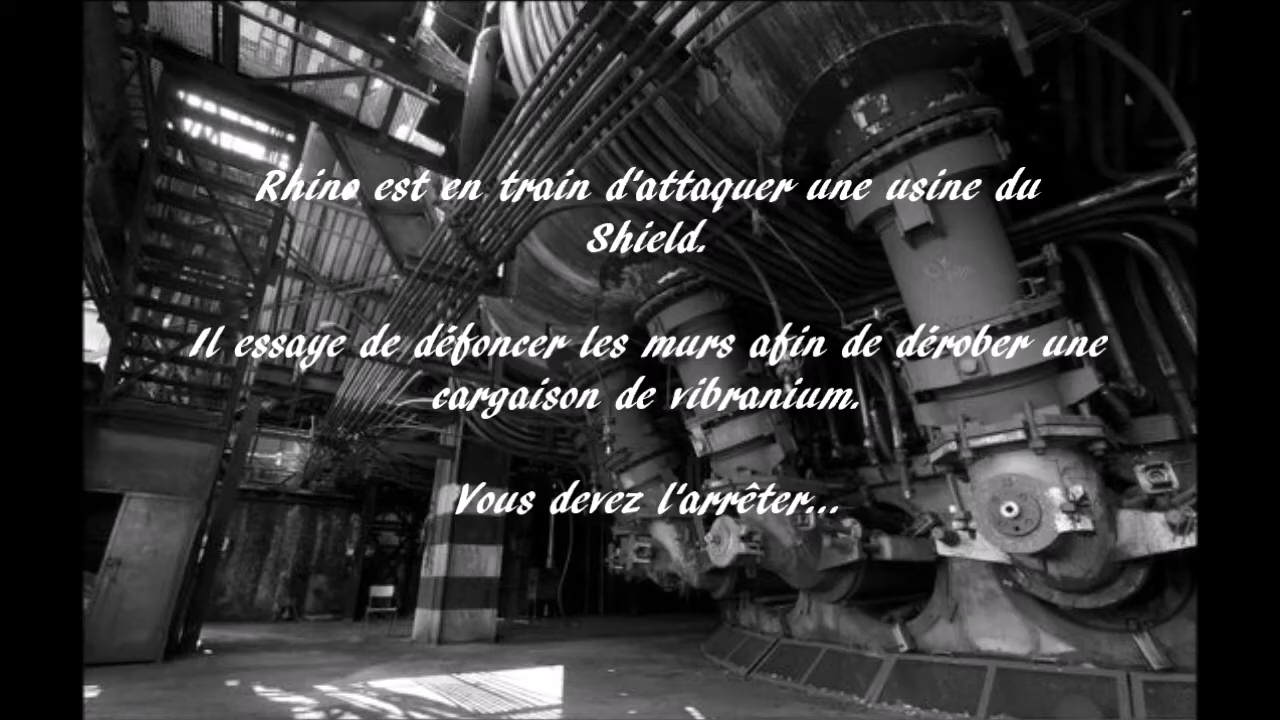 Rhino est en train d'attaquer une usine du
Shield.
Il essaye de défoncer les murs afin de dérober une
cargaison de vibranium.
Vous devez l'arrêter...